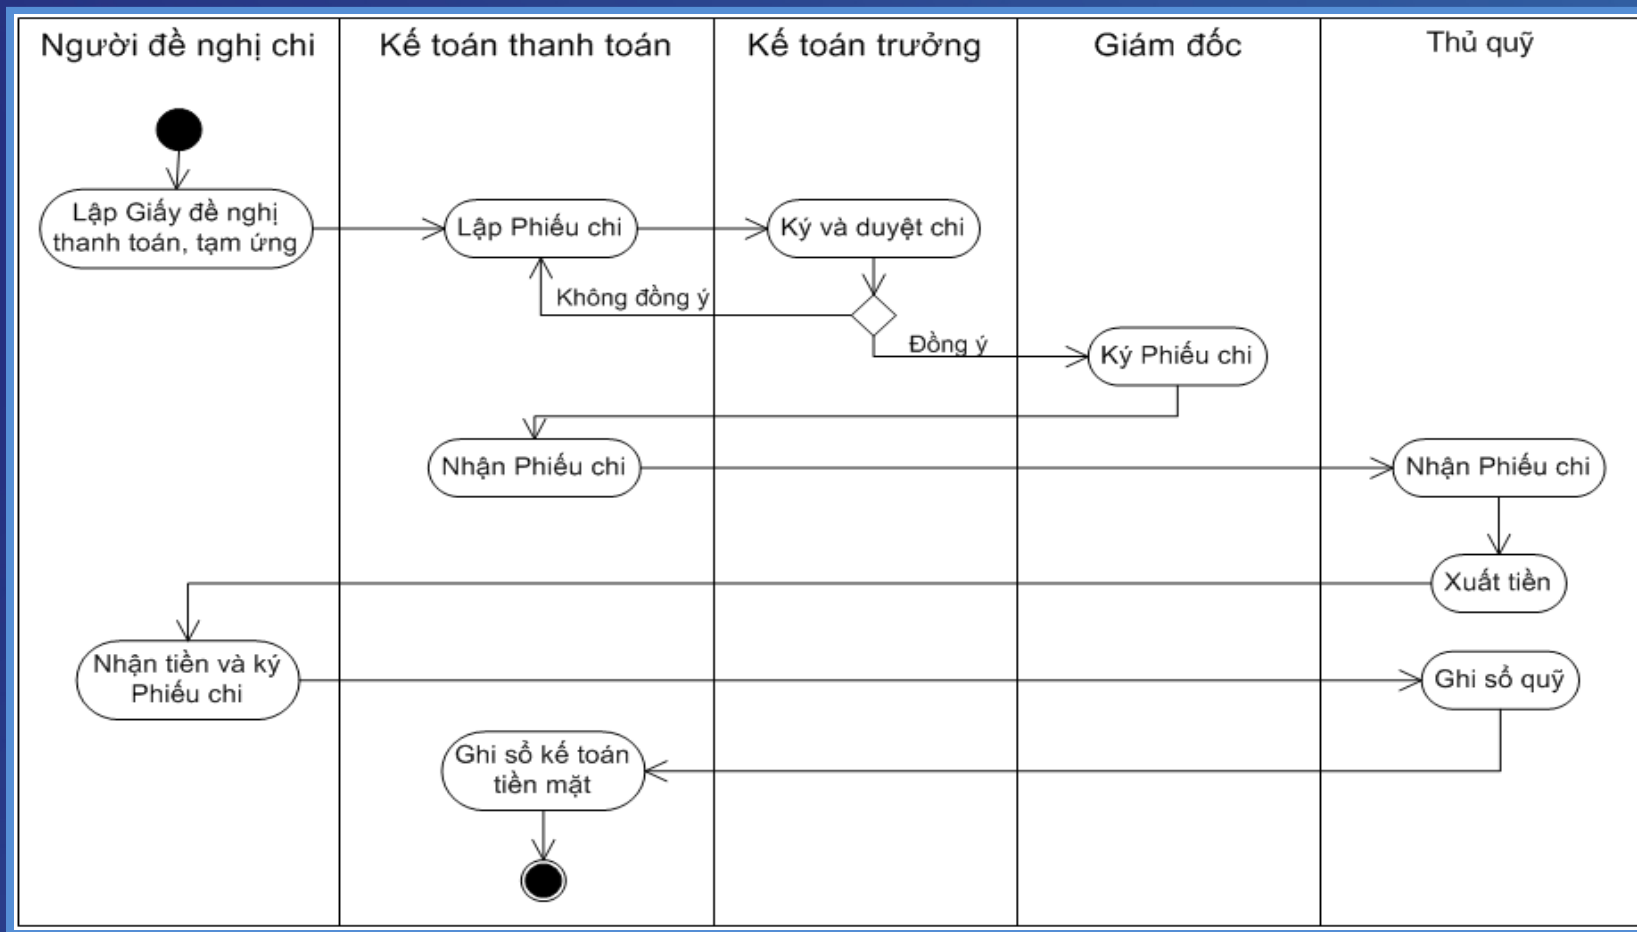 Người đề nghị chi
Kế toán thanh toán
Kế toán trưởng
Giám đốc
Thủ quỹ
Lập Giấy đề nghị
thanh toán, tạm ứng
Lập Phiếu chi
Ký và duyệt chi
Không đồng ý
Đồng ý
Ký Phiếu chi
Nhận Phiếu chi
Nhận Phiếu chi
Xuất tiền
Nhận tiền và ký
Phiếu chi
Ghi sổ quỹ
Ghi sổ kế toán
tiền mặt